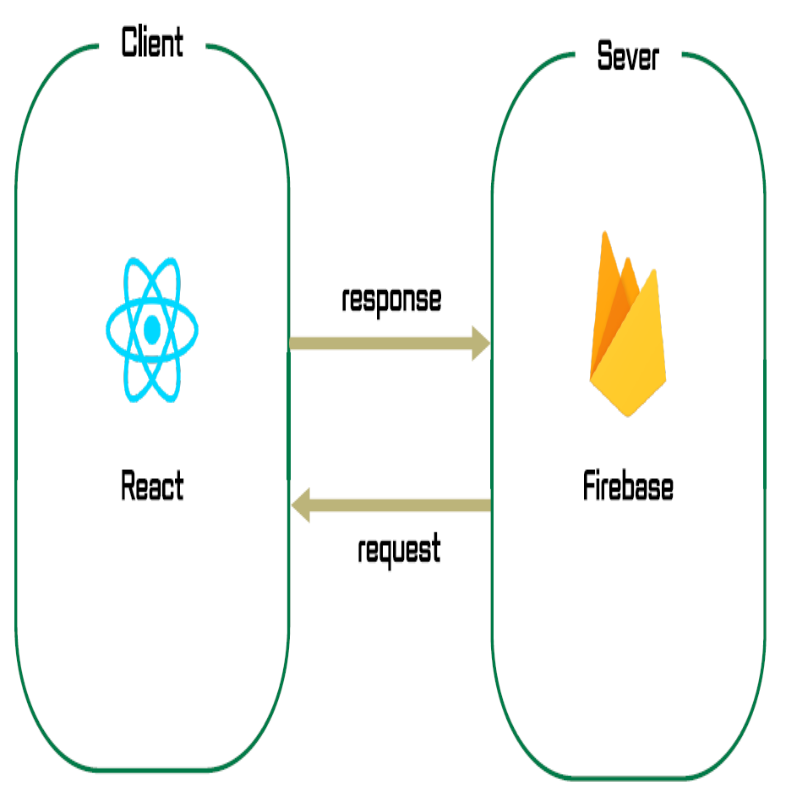 Client
Sever
response
React
Firebase
request